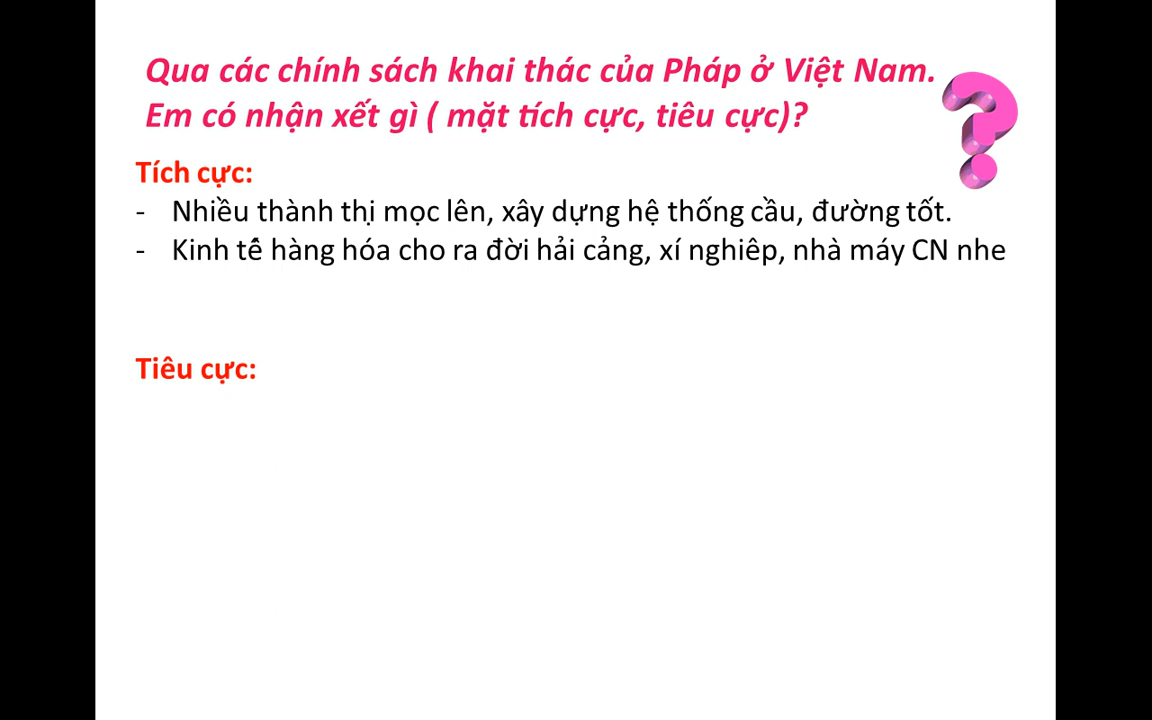 Qua các chính sách khai thác của Pháp ở Việt Nam.
Em có nhận xết gì ( mặt tích cực, tiêu cực)?
Tích cực:
- Nhiều thành thị mọc lên, xây dựng hệ thống cầu, đường tốt.
- Kinh tế hàng hóa cho ra đời hải cảng, xí nghiêp, nhà máy CN nhe
Tiêu cực: